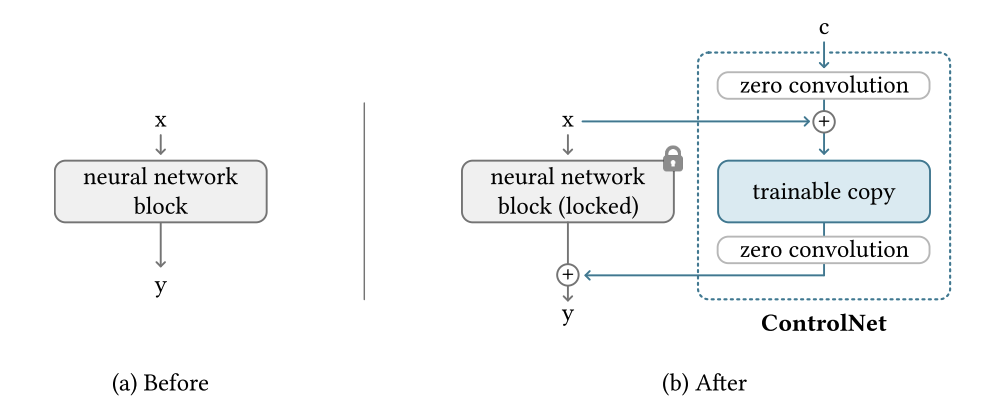 x
neural network
block
y
(a) Before
c
zero convolution
x
+
neural network
block (locked)
trainable copy
zero convolution
+
y
ControlNet
(b) After